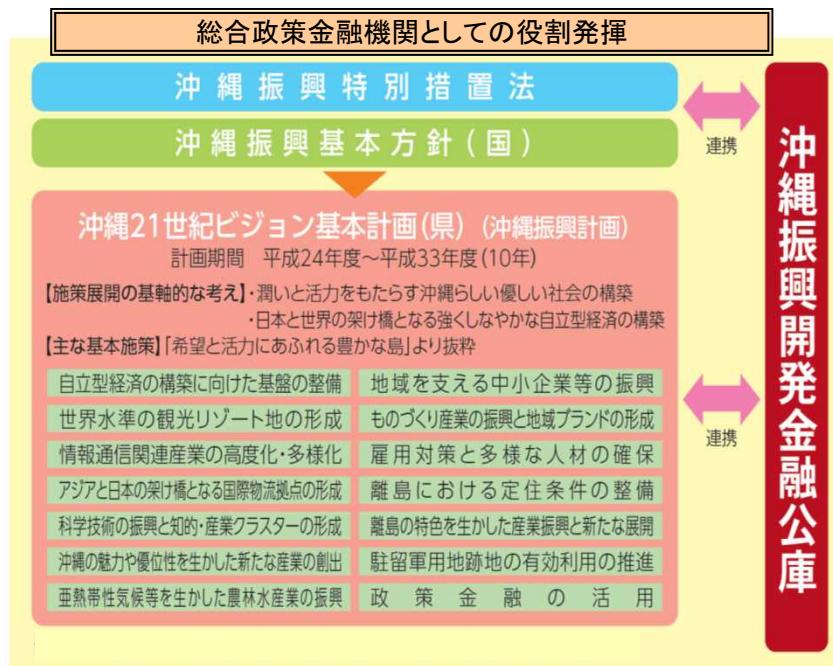 総合政策金融機関としての役割発揮
沖縄振興特別措置法
沖縄振興基本方針(国)
連携
沖縄21世紀ビジョン基本計画(県)(沖縄振興計画)
計画期間 平成24年度～平成33年度(10年)
【施策展開の基軸的な考え】・潤いと活力をもたらす沖縄らしい優しい社会の構築
・日本と世界の架け橋となる強くしなやかな自立型経済の構築
【主な基本施策】「希望と活力にあふれる豊かな島」より抜粋
自立型経済の構築に向けた基盤の整備
地域を支える中小企業等の振興
世界水準の観光リゾート地の形成
ものづくり産業の振興と地域ブランドの形成
情報通信関連産業の高度化・多様化
雇用対策と多様な人材の確保
アジアと日本の架け橋となる国際物流拠点の形成
離島における定住条件の整備
科学技術の振興と知的・産業クラスターの形成
離島の特色を生かした産業振興と新たな展開
沖縄の魅力や優位性を生かした新たな産業の創出
駐留軍用地跡地の有効利用の推進
亜熱帯性気候等を生かした農林水産業の振興
政策金融の活用
連携
沖縄振興開発金融公庫